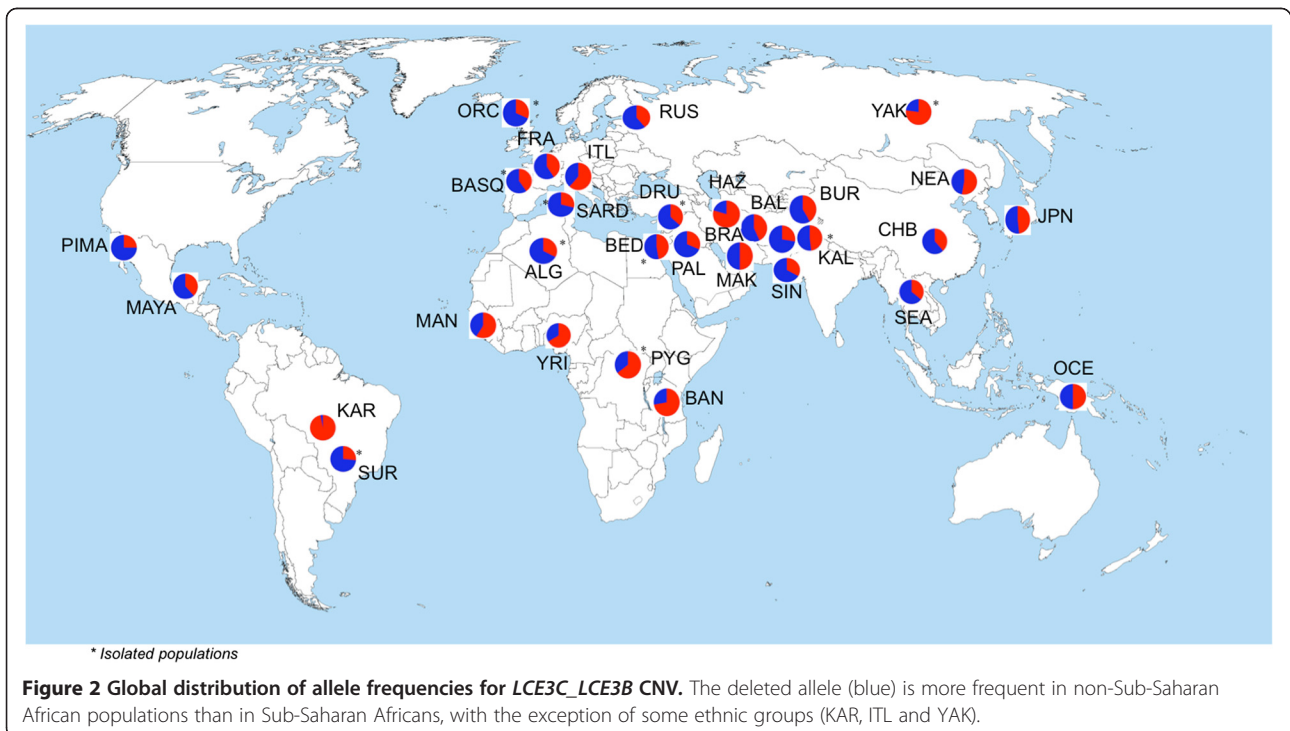 ORC *
RUS
YAK *
FRA
ITL
BASQ *
* SARD
DRU *
HAZ
BAL
BUR
NEA
JPN
PIMA
ALG *
BED *
PAL
BRA
MAK
KAL *
SIN
CHB
MAYA
SEA
MAN
YRI
* PYG
BAN
OCE
KAR
SUR *
* Isolated populations
Figure 2 Global distribution of allele frequencies for LCE3C_LCE3B CNV. The deleted allele (blue) is more frequent in non-Sub-Saharan
African populations than in Sub-Saharan Africans, with the exception of some ethnic groups (KAR, ITL and YAK).